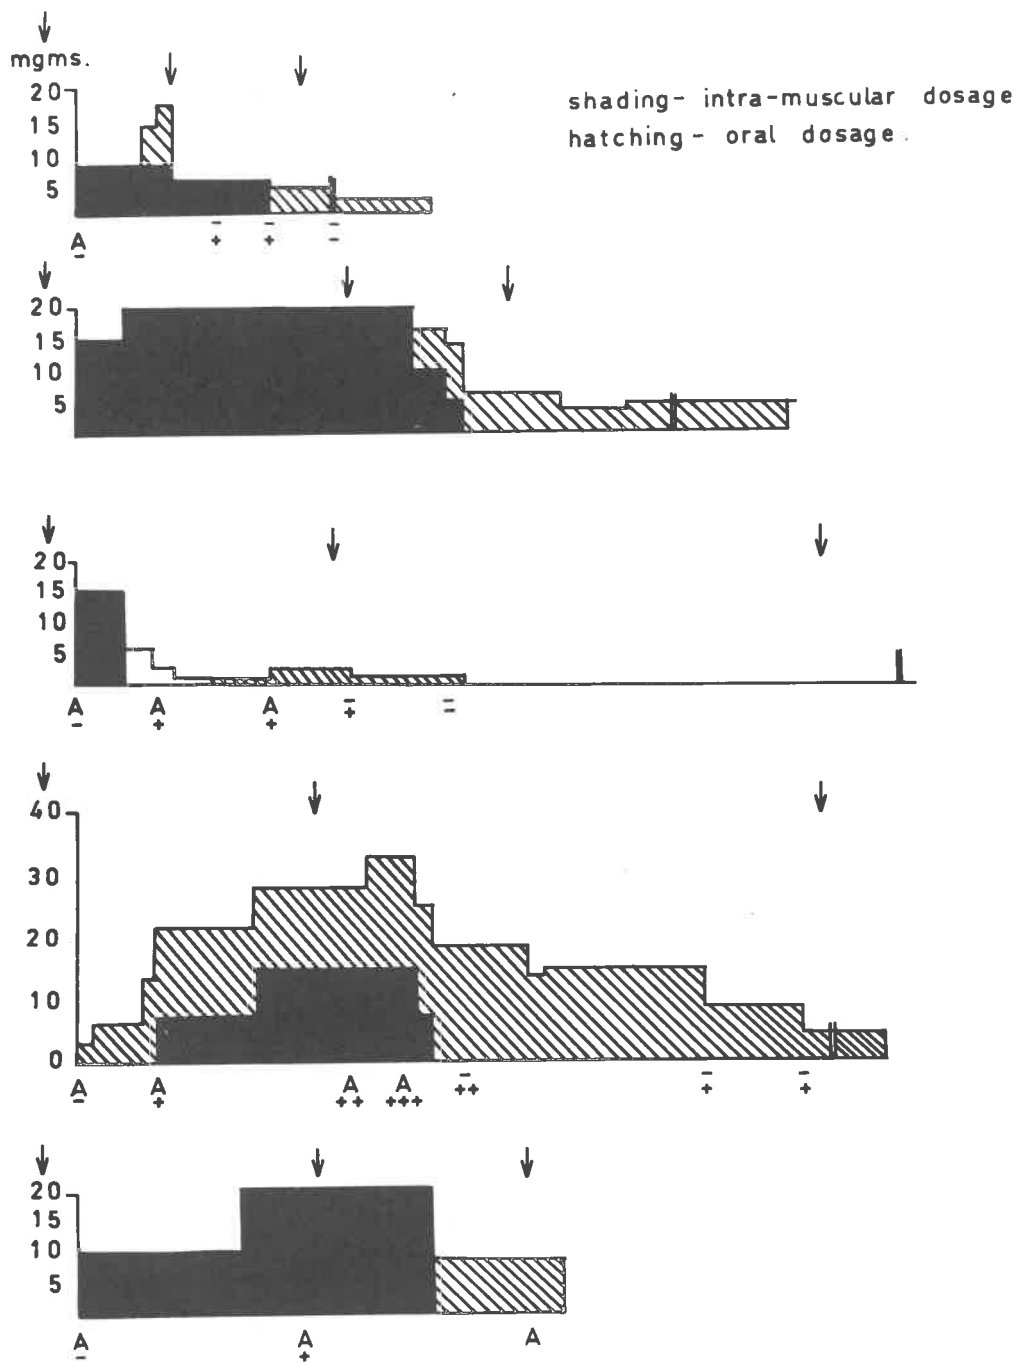 mgms.
shading- intra-muscular dosage
hatching - oral dosage.
20
15
10
5
- - -
+ + -
A
-
20
15
10
5
20
15
10
5
A A A - -
- + + + -
40
30
20
10
0
A A A A - - -
- + ++ +++ ++ + +
20
15
10
5
A A A
- +